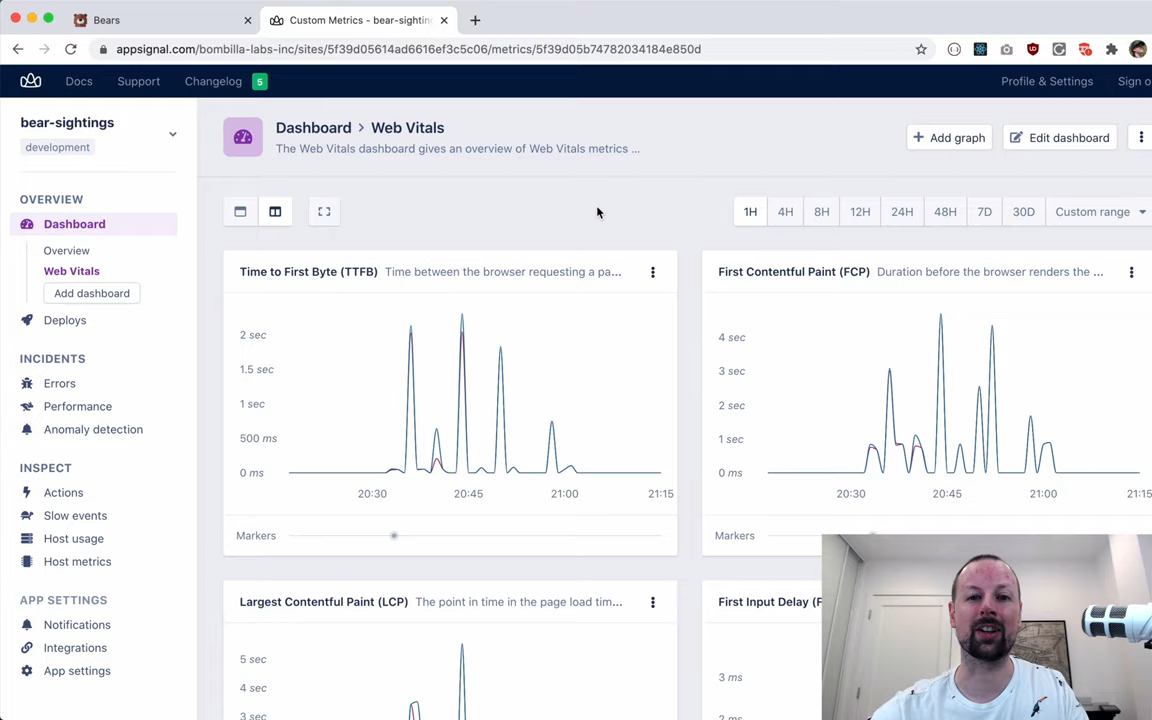 Bears
Custom Metrics - bear-sightin
appsignal.com/bombilla-labs-inc/sites/5f39d05614ad6616ef3c5c06/metrics/5f39d05b74782034184e850d
Docs
Support
Changelog
5
Profile & Settings
Sign o
bear-sightings
development
OVERVIEW
Dashboard
Overview
Web Vitals
Add dashboard
Deploys
INCIDENTS
Errors
Performance
Anomaly detection
INSPECT
Actions
Slow events
Host usage
Host metrics
APP SETTINGS
Notifications
Integrations
App settings
Dashboard > Web Vitals
The Web Vitals dashboard gives an overview of Web Vitals metrics ...
+ Add graph
Edit dashboard
1H
4H
8H
12H
24H
48H
7D
30D
Custom range
Time to First Byte (TTFB) Time between the browser requesting a pa...
2 sec
1.5 sec
1 sec
500 ms
0 ms
20:30
20:45
21:00
21:15
Markers
First Contentful Paint (FCP) Duration before the browser renders the ...
4 sec
3 sec
2 sec
1 sec
0 ms
20:30
20:45
21:00
21:15
Markers
Largest Contentful Paint (LCP) The point in time in the page load tim...
5 sec
4 sec
3 sec
First Input Delay (F
3 ms
2 ms